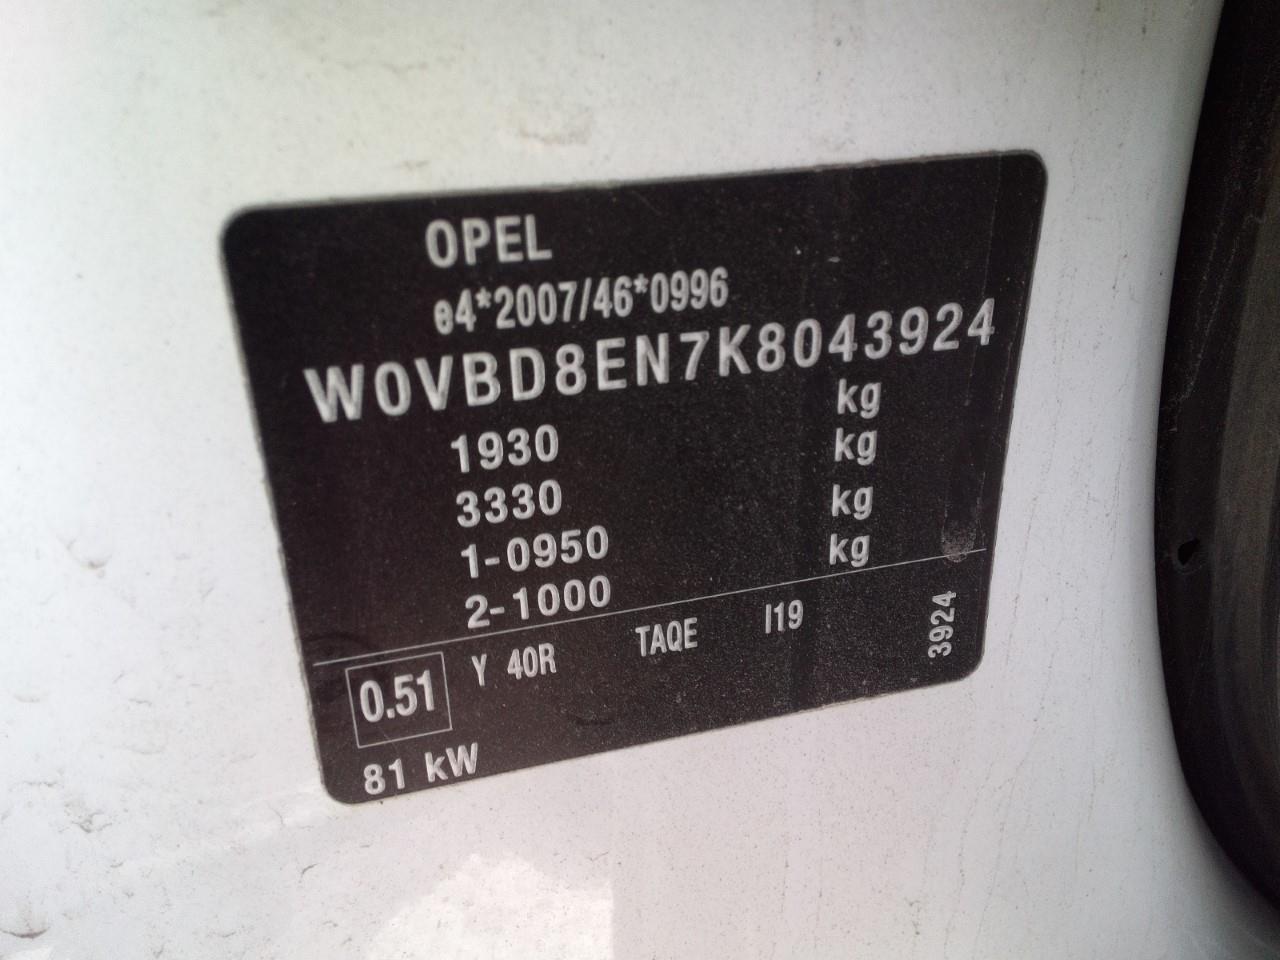 OPEL
e4*2007/46*0996
W0VBD8EN7K8043924
1930 kg
3330 kg
1-0950 kg
2-1000 kg
0.51 Y 40R TAQE I19 3924
81 kW